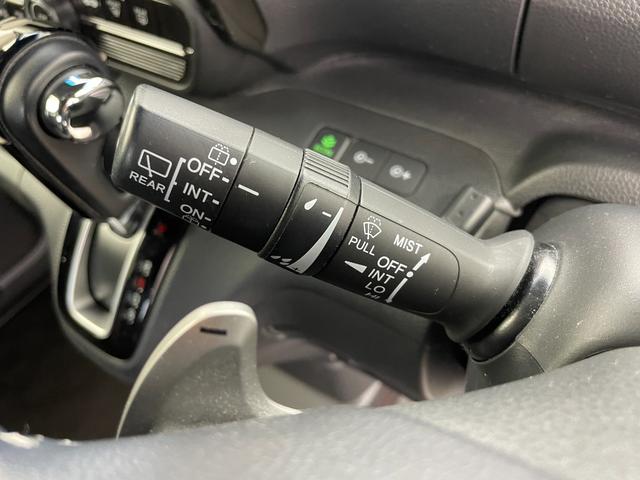 OFF
REAR
INT
ON
MIST
PULL
OFF
INT
LO
HI